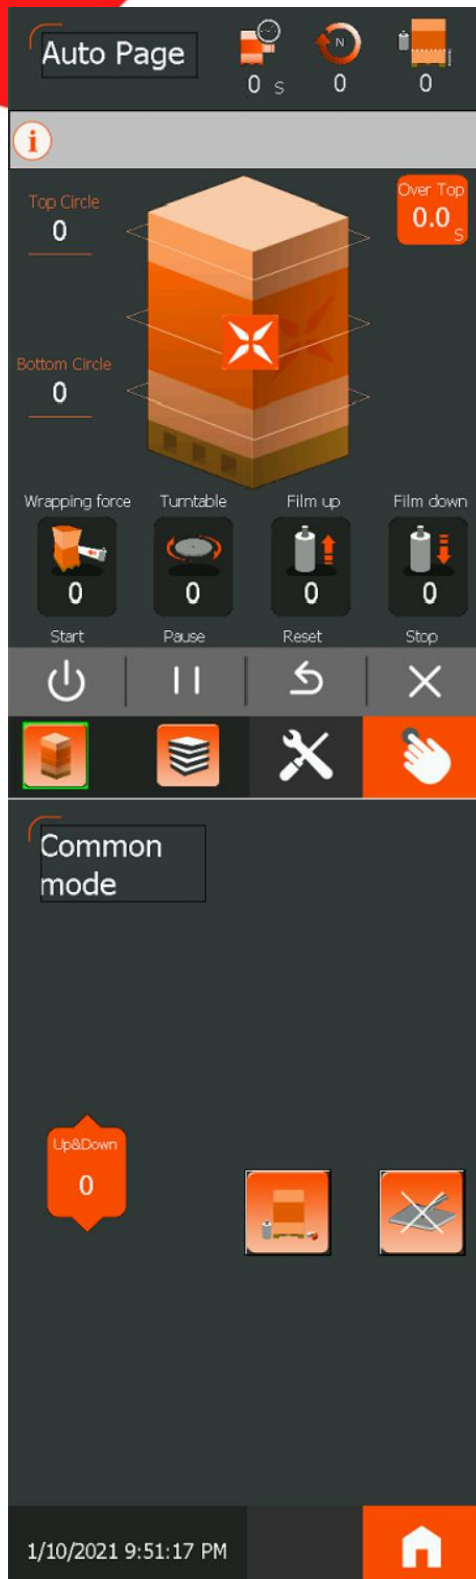 Auto Page
N
0 S
0
0
i
Top Circle
0
Over Top
0.0
S
Bottom Circle
0
Wrapping force
Turntable
Film up
Film down
0
0
0
0
Start
Pause
Reset
Stop
Common
mode
Up&Down
0
1/10/2021 9:51:17 PM